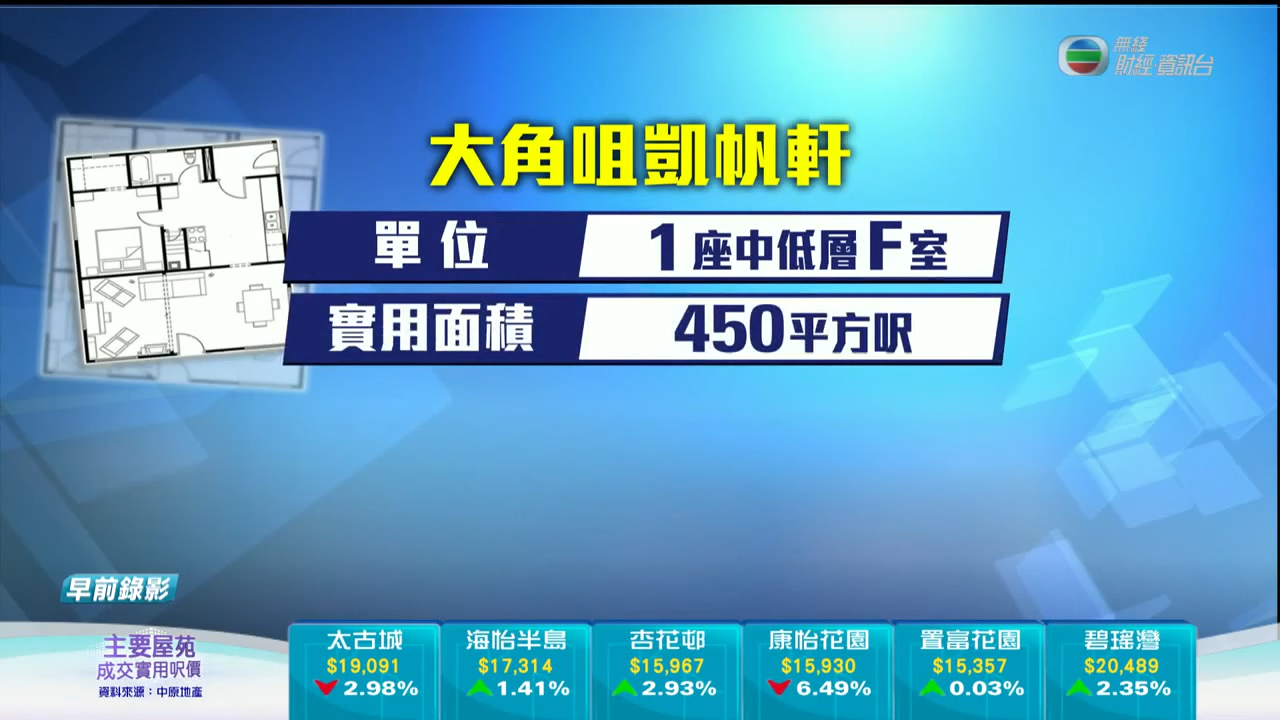 無綫
財經·資訊台
大角咀凱帆軒
單位
1座中低層F室
實用面積
450平方呎
早前錄影
主要屋苑
成交實用呎價
資料來源：中原地產
太古城
$19,091
2.98%
海怡半島
$17,314
1.41%
杏花邨
$15,967
2.93%
康怡花園
$15,930
6.49%
置富花園
$15,357
0.03%
碧瑤灣
$20,489
2.35%